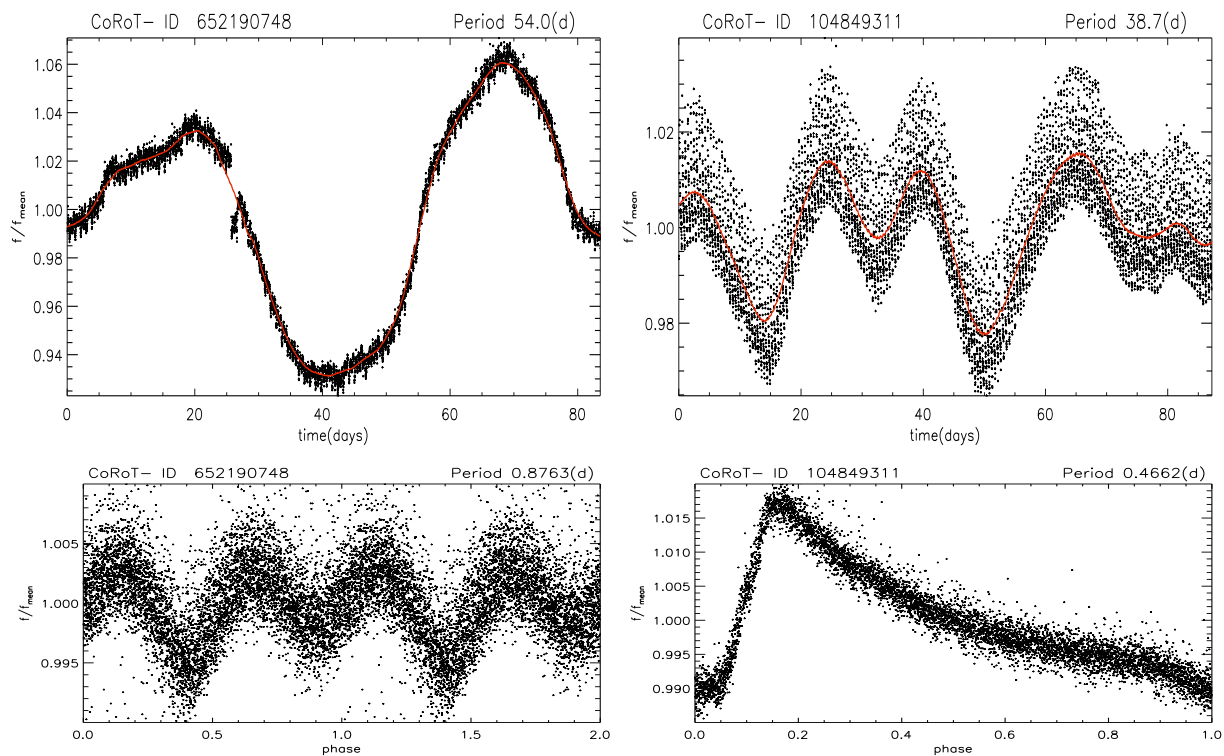 CoRoT- ID 652190748 Period 54.0(d)
1.06
1.04
1.02
1.00
0.98
0.96
0.94
f/fmean
0 20 40 60 80
time(days)
CoRoT- ID 104849311 Period 38.7(d)
1.02
1.00
0.98
f/fmean
0 20 40 60 80
time(days)
CoRoT- ID 652190748 Period 0.8763(d)
1.005
1.000
0.995
f/fmean
0.0 0.5 1.0 1.5 2.0
phase
CoRoT- ID 104849311 Period 0.4662(d)
1.015
1.010
1.005
1.000
0.995
0.990
f/fmean
0.0 0.2 0.4 0.6 0.8 1.0
phase